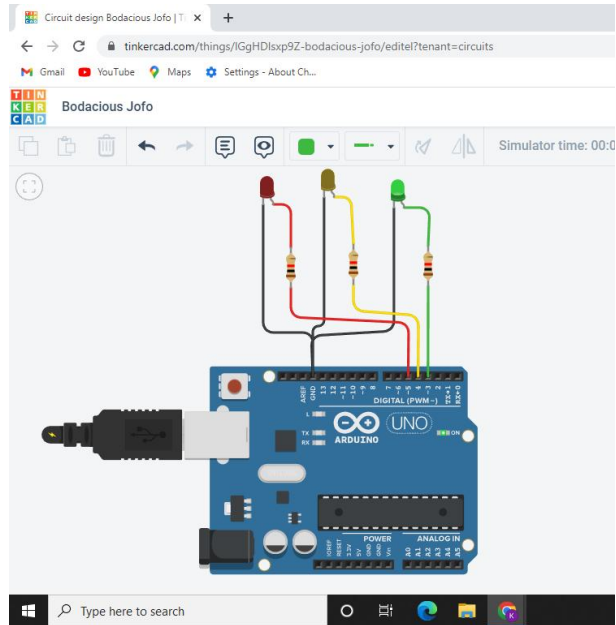 Circuit design Bodacious Jofo | Ti
tinkercad.com/things/lGgHDlsxp9Z-bodacious-jofo/editel?tenant=circuits
Gmail YouTube Maps Settings - About Ch...
TIN
KER
CAD
Bodacious Jofo
Simulator time: 00:0
AREF
GND
13
12
~11
~10
~9
8
7
~6
~5
4
~3
2
TX→1
RX←0
DIGITAL (PWM~)
L
TX
RX
ARDUINO
UNO
ON
POWER
ANALOG IN
IOREF
RESET
3.3V
5V
GND
GND
Vin
A0
A1
A2
A3
A4
A5
Type here to search